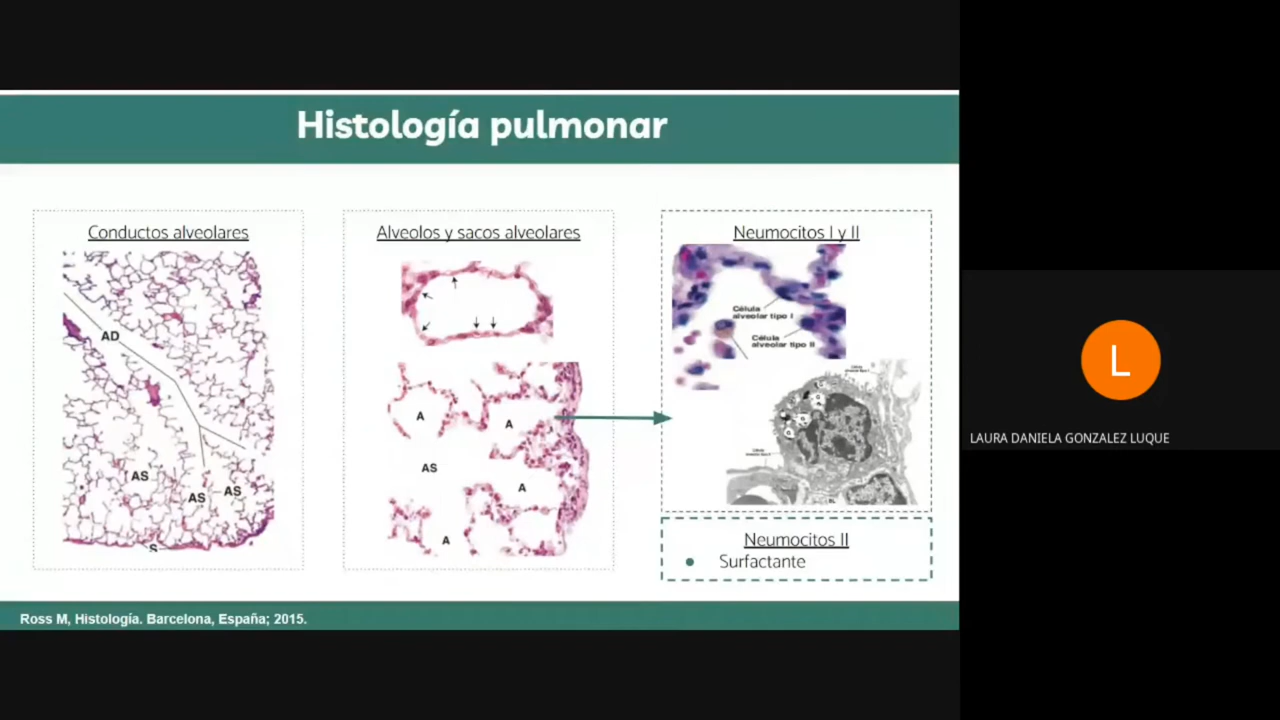 Histología pulmonar
Conductos alveolares
AD
AS
AS
AS
S
Alveolos y sacos alveolares
A
A
AS
A
A
Neumocitos I y II
Célula
alveolar tipo I
Célula
alveolar tipo II
Neumocitos II
Surfactante
Ross M, Histología. Barcelona, España; 2015.
L
LAURA DANIELA GONZALEZ LUQUE